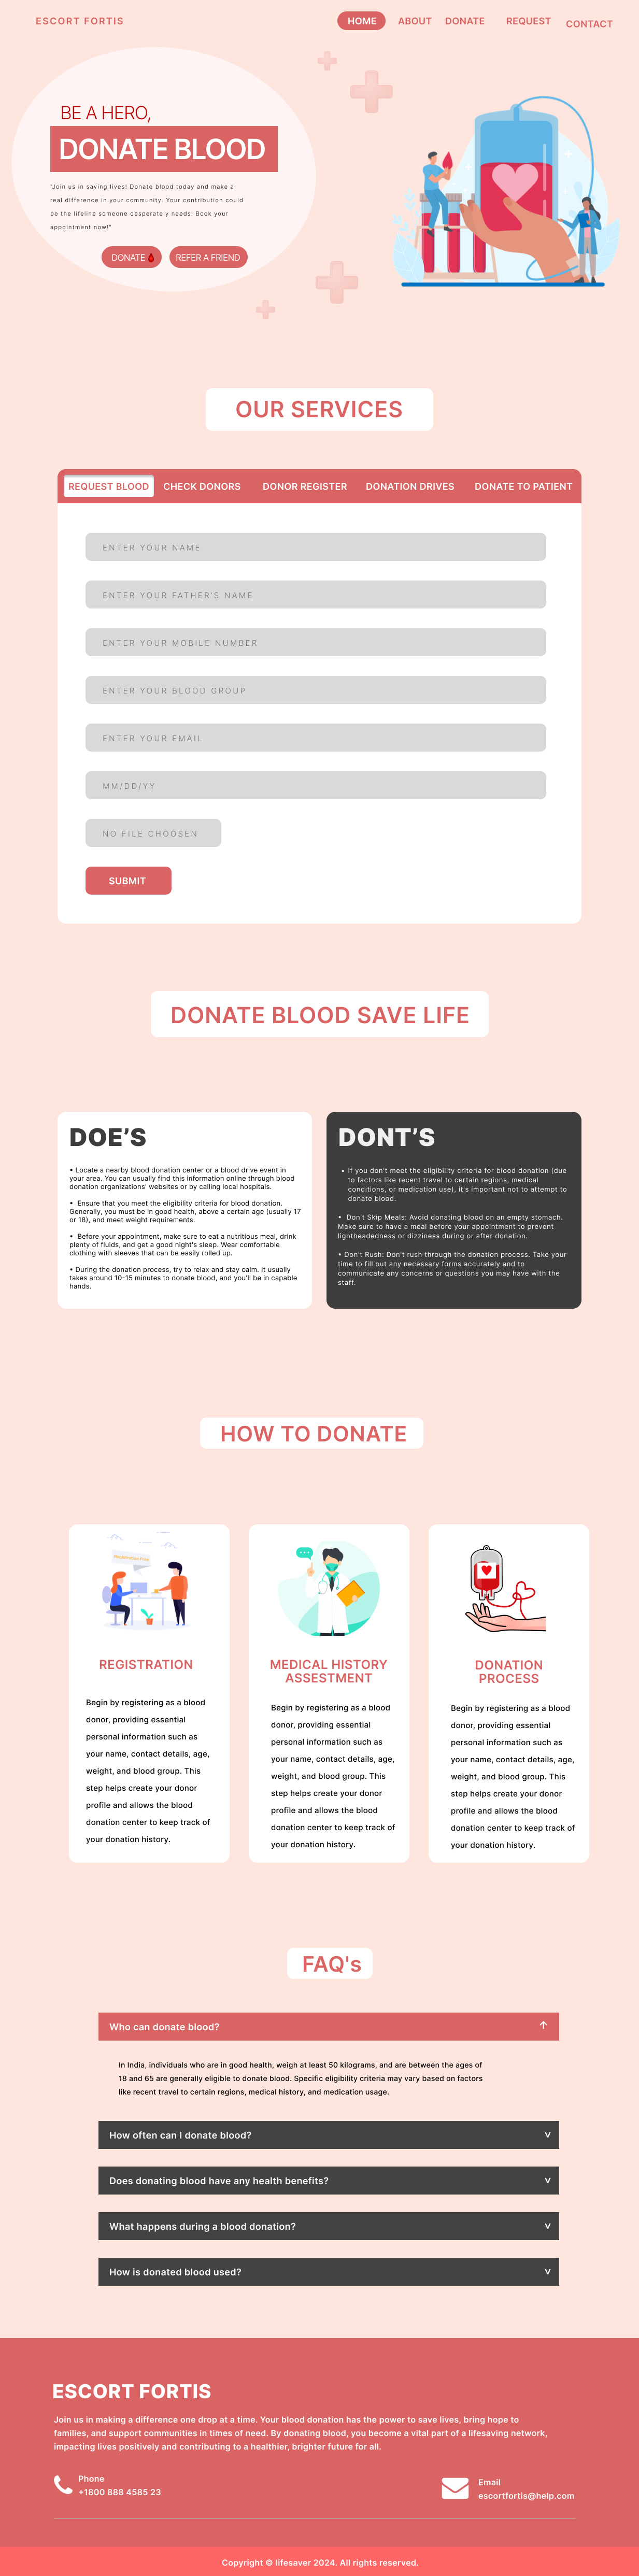 ESCORT FORTIS
HOME ABOUT DONATE REQUEST CONTACT
BE A HERO,
DONATE BLOOD
"Join us in saving lives! Donate blood today and make a
real difference in your community. Your contribution could
be the lifeline someone desperately needs. Book your
appointment now!"
DONATE REFER A FRIEND
OUR SERVICES
REQUEST BLOOD CHECK DONORS DONOR REGISTER DONATION DRIVES DONATE TO PATIENT
ENTER YOUR NAME
ENTER YOUR FATHER'S NAME
ENTER YOUR MOBILE NUMBER
ENTER YOUR BLOOD GROUP
ENTER YOUR EMAIL
MM/DD/YY
NO FILE CHOOSEN
SUBMIT
DONATE BLOOD SAVE LIFE
DOE'S
• Locate a nearby blood donation center or a blood drive event in
your area. You can usually find this information online through blood
donation organizations' websites or by calling local hospitals.
• Ensure that you meet the eligibility criteria for blood donation.
Generally, you must be in good health, above a certain age (usually 17
or 18), and meet weight requirements.
• Before your appointment, make sure to eat a nutritious meal, drink
plenty of fluids, and get a good night's sleep. Wear comfortable
clothing with sleeves that can be easily rolled up.
• During the donation process, try to relax and stay calm. It usually
takes around 10-15 minutes to donate blood, and you'll be in capable
hands.
DONT'S
• If you don't meet the eligibility criteria for blood donation (due
to factors like recent travel to certain regions, medical
conditions, or medication use), it's important not to attempt to
donate blood.
• Don't Skip Meals: Avoid donating blood on an empty stomach.
Make sure to have a meal before your appointment to prevent
lightheadedness or dizziness during or after donation.
• Don't Rush: Don't rush through the donation process. Take your
time to fill out any necessary forms accurately and to
communicate any concerns or questions you may have with the
staff.
HOW TO DONATE
Registration Form
REGISTRATION
Begin by registering as a blood
donor, providing essential
personal information such as
your name, contact details, age,
weight, and blood group. This
step helps create your donor
profile and allows the blood
donation center to keep track of
your donation history.
MEDICAL HISTORY
ASSESTMENT
Begin by registering as a blood
donor, providing essential
personal information such as
your name, contact details, age,
weight, and blood group. This
step helps create your donor
profile and allows the blood
donation center to keep track of
your donation history.
DONATION
PROCESS
Begin by registering as a blood
donor, providing essential
personal information such as
your name, contact details, age,
weight, and blood group. This
step helps create your donor
profile and allows the blood
donation center to keep track of
your donation history.
FAQ's
Who can donate blood?
In India, individuals who are in good health, weigh at least 50 kilograms, and are between the ages of
18 and 65 are generally eligible to donate blood. Specific eligibility criteria may vary based on factors
like recent travel to certain regions, medical history, and medication usage.
How often can I donate blood?
Does donating blood have any health benefits?
What happens during a blood donation?
How is donated blood used?
ESCORT FORTIS
Join us in making a difference one drop at a time. Your blood donation has the power to save lives, bring hope to
families, and support communities in times of need. By donating blood, you become a vital part of a lifesaving network,
impacting lives positively and contributing to a healthier, brighter future for all.
Phone
+1800 888 4585 23
Email
escortfortis@help.com
Copyright © lifesaver 2024. All rights reserved.